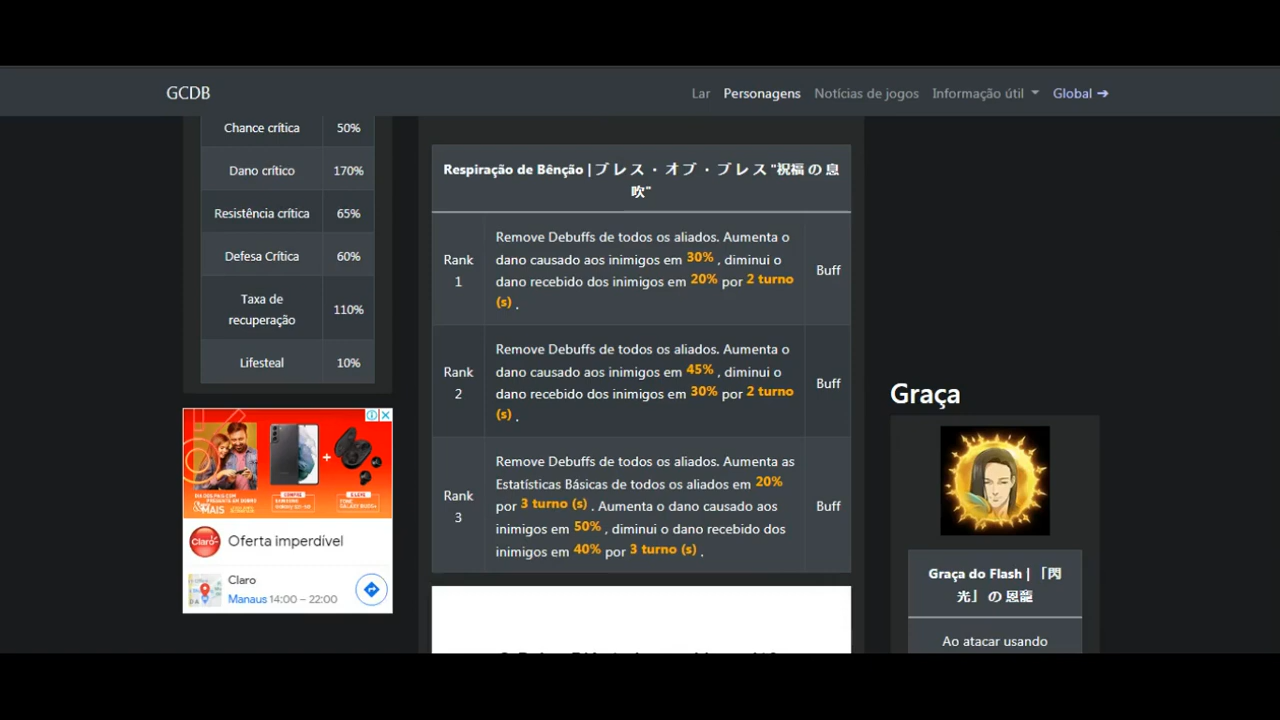 GCDB
Lar Personagens Notícias de jogos Informação útil Global ➔
Chance crítica 50%
Dano crítico 170%
Resistência crítica 65%
Defesa Crítica 60%
Taxa de
recuperação 110%
Lifesteal 10%
Claro
Oferta imperdível
Claro
Manaus 14:00 – 22:00
Respiração de Bênção | ブレス・オブ・ブレス "祝福の息
吹"
Rank
1
Remove Debuffs de todos os aliados. Aumenta o
dano causado aos inimigos em 30% , diminui o
dano recebido dos inimigos em 20% por 2 turno
(s) .
Buff
Rank
2
Remove Debuffs de todos os aliados. Aumenta o
dano causado aos inimigos em 45% , diminui o
dano recebido dos inimigos em 30% por 2 turno
(s) .
Buff
Rank
3
Remove Debuffs de todos os aliados. Aumenta as
Estatísticas Básicas de todos os aliados em 20%
por 3 turno (s) . Aumenta o dano causado aos
inimigos em 50% , diminui o dano recebido dos
inimigos em 40% por 3 turno (s) .
Buff
Graça
Graça do Flash | 「閃
光」 の 恩龍
Ao atacar usando